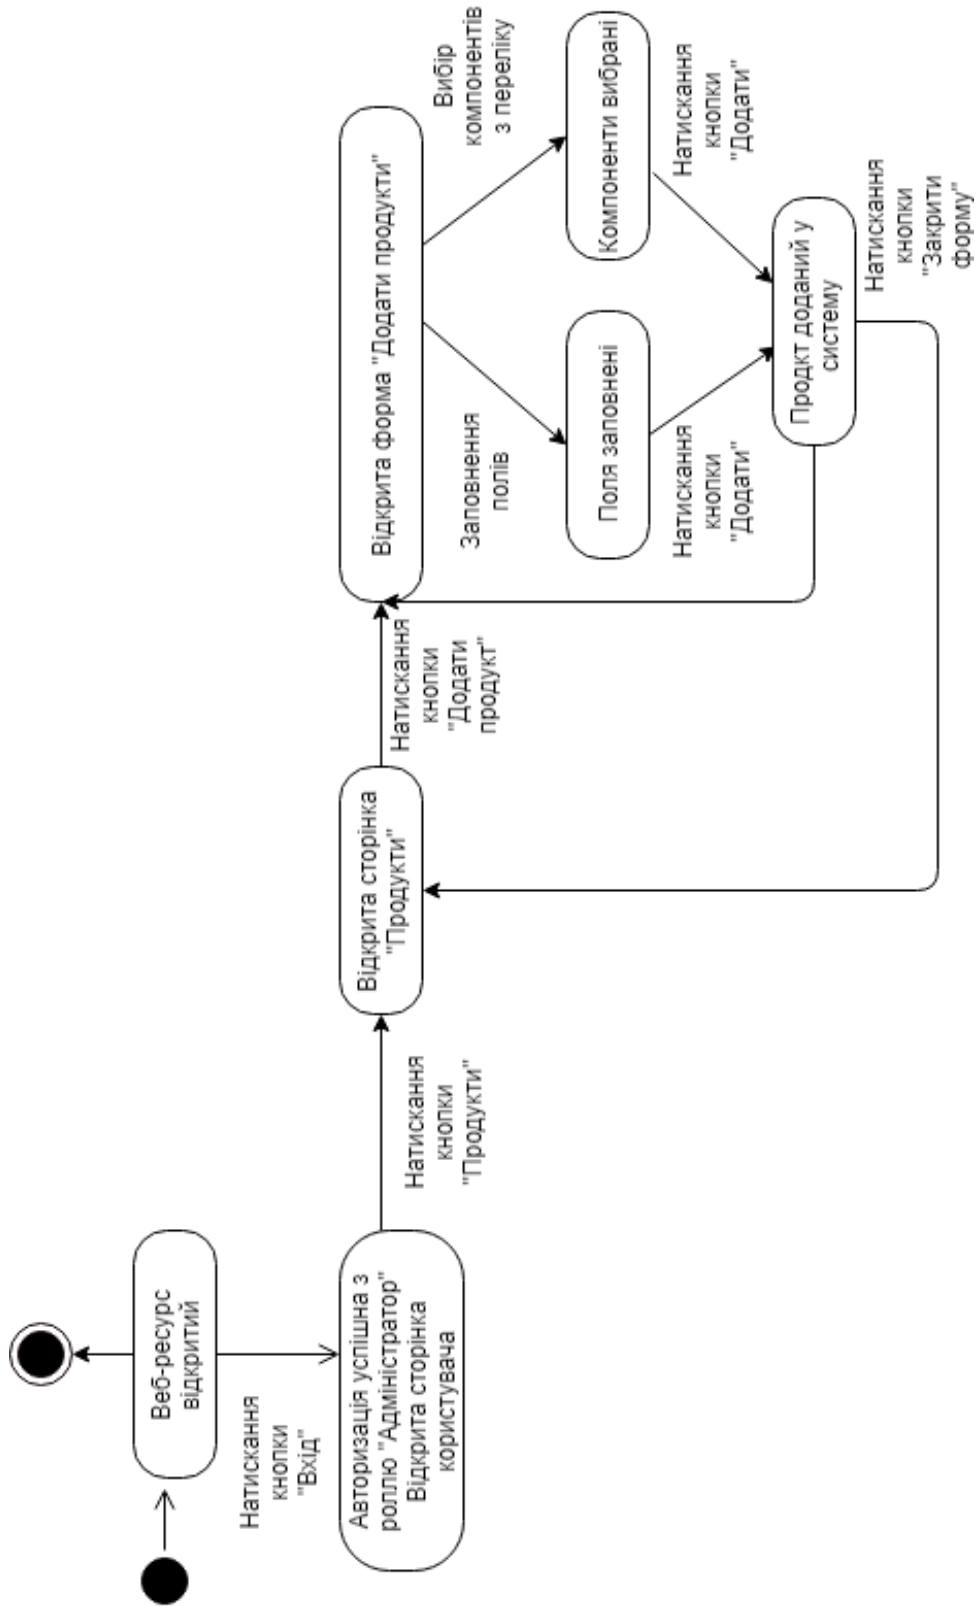 Веб-ресурс
відкритий
Натискання
кнопки
"Вхід"
Авторизація успішна з
роллю "Адміністратор"
Відкрита сторінка
користувача
Натискання
кнопки
"Продукти"
Відкрита сторінка
"Продукти"
Натискання
кнопки
"Додати
продукт"
Відкрита форма "Додати продукти"
Заповнення
полів
Вибір
компонентів
з переліку
Поля заповнені
Компоненти вибрані
Натискання
кнопки
"Додати"
Натискання
кнопки
"Додати"
Продкт доданий у
систему
Натискання
кнопки
"Закрити
форму"